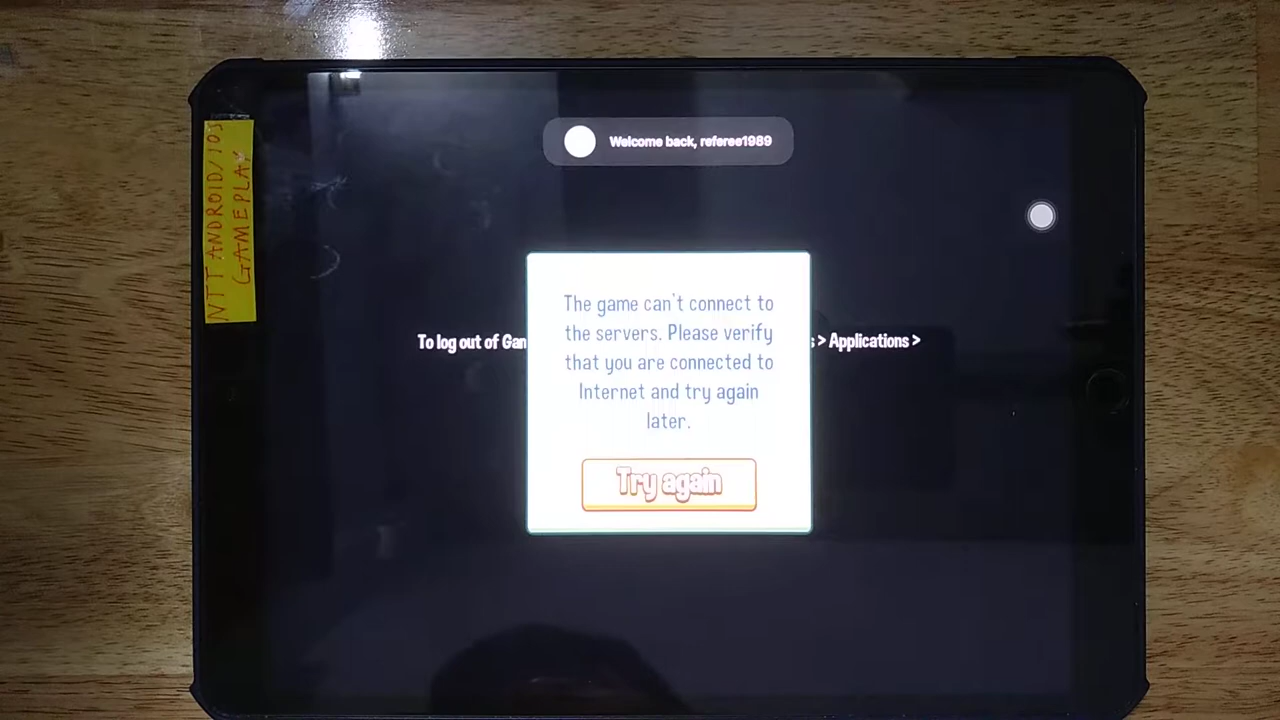 NTT ANDROID/IOS
GAMEPLAY
Welcome back, referee1989
The game can't connect to
the servers. Please verify
that you are connected to
Internet and try again
later.
Try again
To log out of Gam
> Applications >